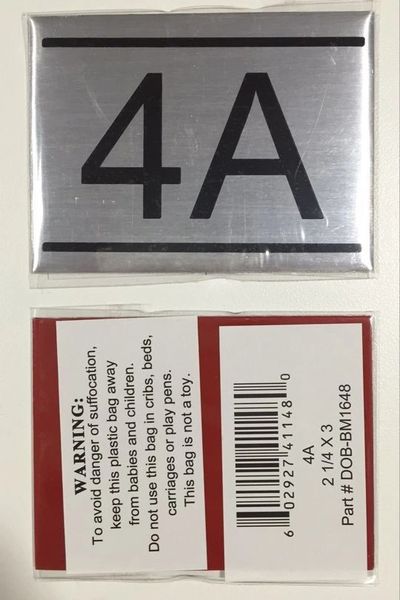 4A
WARNING:
To avoid danger of suffocation,
keep this plastic bag away
from babies and children.
Do not use this bag in cribs, beds,
carriages or play pens.
This bag is not a toy.
6 02927 41148 0
4A
2 1/4 X 3
Part # DOB-BM1648